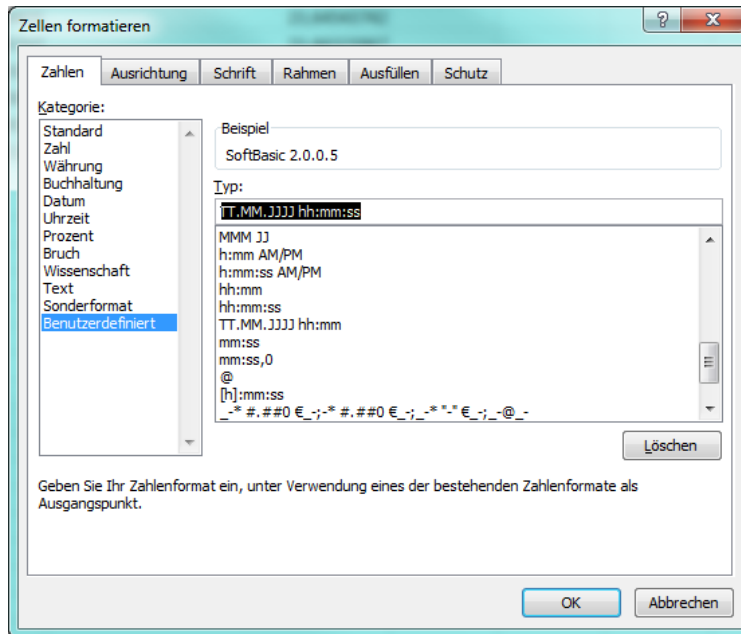 Zellen formatieren
Zahlen Ausrichtung Schrift Rahmen Ausfüllen Schutz
Kategorie:
Standard
Zahl
Währung
Buchhaltung
Datum
Uhrzeit
Prozent
Bruch
Wissenschaft
Text
Sonderformat
Benutzerdefiniert
Beispiel
SoftBasic 2.0.0.5
Typ:
TT.MM.JJJJ hh:mm:ss
MMM JJ
h:mm AM/PM
h:mm:ss AM/PM
hh:mm
hh:mm:ss
TT.MM.JJJJ hh:mm
mm:ss
mm:ss,0
@
[h]:mm:ss
_-* #.##0 €_-;-* #.##0 €_-;_-* "-" €_-;_-@_-
Löschen
Geben Sie Ihr Zahlenformat ein, unter Verwendung eines der bestehenden Zahlenformate als
Ausgangspunkt.
OK Abbrechen